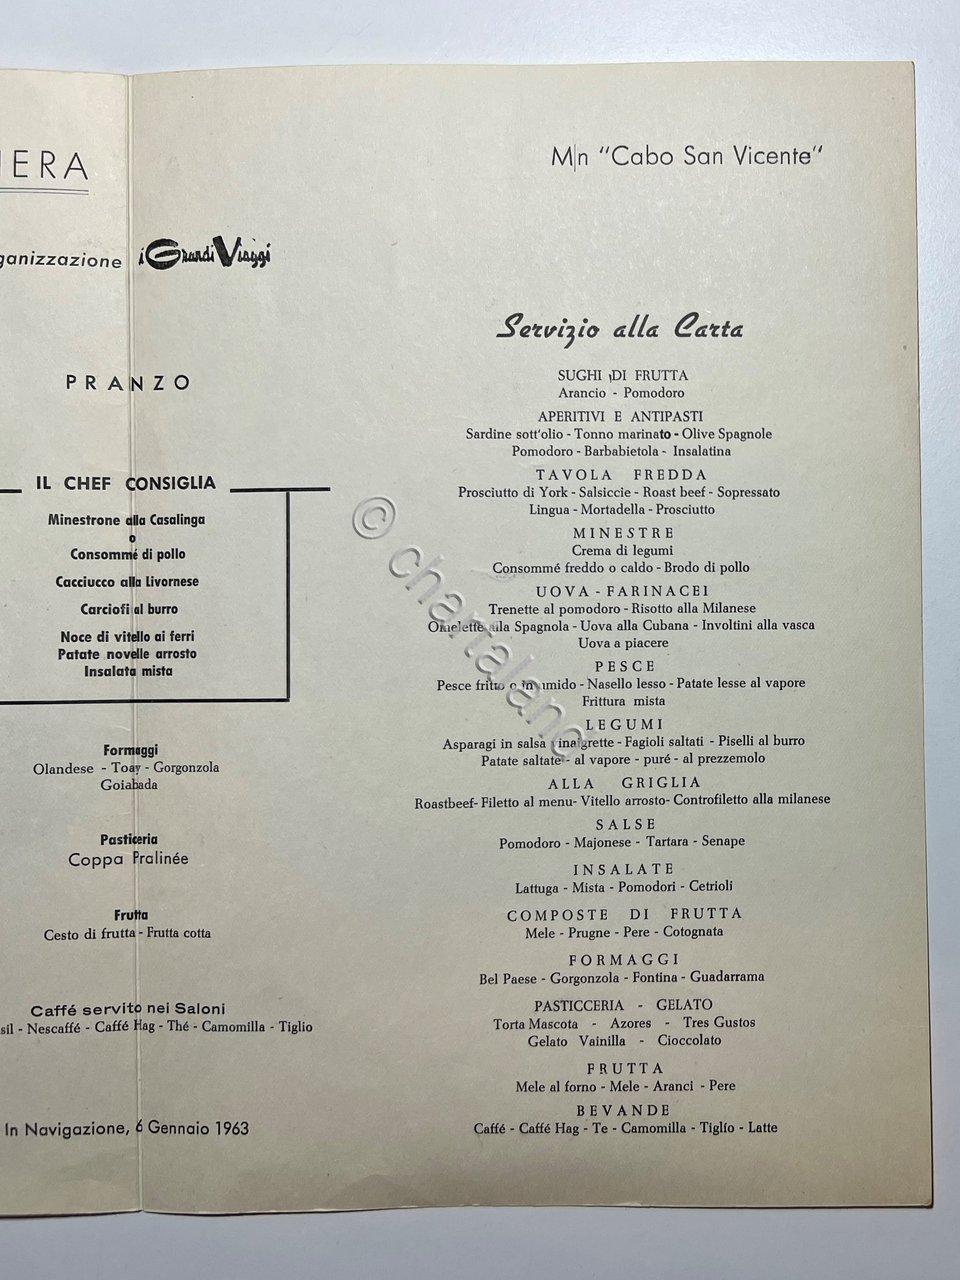 IERA
ganizzazione i Grandi Viaggi
PRANZO
IL CHEF CONSIGLIA
Minestrone alla Casalinga
o
Consommé di pollo
Cacciucco alla Livornese
Carciofi al burro
Noce di vitello ai ferri
Patate novelle arrosto
Insalata mista
Formaggi
Olandese - Toay - Gorgonzola
Goiabada
Pasticeria
Coppa Pralinée
Frutta
Cesto di frutta - Frutta cotta
Caffé servito nei Saloni
sil - Nescaffé - Caffé Hag - Thé - Camomilla - Tiglio
In Navigazione, 6 Gennaio 1963
M|n "Cabo San Vicente"
Servizio alla Carta
SUGHI DI FRUTTA
Arancio - Pomodoro
APERITIVI E ANTIPASTI
Sardine sott'olio - Tonno marinato - Olive Spagnole
Pomodoro - Barbabietola - Insalatina
TAVOLA FREDDA
Prosciutto di York - Salsiccie - Roast beef - Sopressato
Lingua - Mortadella - Prosciutto
MINESTRE
Crema di legumi
Consommé freddo o caldo - Brodo di pollo
UOVA - FARINACEI
Trenette al pomodoro - Risotto alla Milanese
Omelette alla Spagnola - Uova alla Cubana - Involtini alla vasca
Uova a piacere
PESCE
Pesce fritto o in umido - Nasello lesso - Patate lesse al vapore
Frittura mista
LEGUMI
Asparagi in salsa vinaigrette - Fagioli saltati - Piselli al burro
Patate saltate - al vapore - puré - al prezzemolo
ALLA GRIGLIA
Roastbeef- Filetto al menu- Vitello arrosto- Controfiletto alla milanese
SALSE
Pomodoro - Majonese - Tartara - Senape
INSALATE
Lattuga - Mista - Pomodori - Cetrioli
COMPOSTE DI FRUTTA
Mele - Prugne - Pere - Cotognata
FORMAGGI
Bel Paese - Gorgonzola - Fontina - Guadarrama
PASTICCERIA - GELATO
Torta Mascota - Azores - Tres Gustos
Gelato Vainilla - Cioccolato
FRUTTA
Mele al forno - Mele - Aranci - Pere
BEVANDE
Caffé - Caffé Hag - Te - Camomilla - Tiglio - Latte